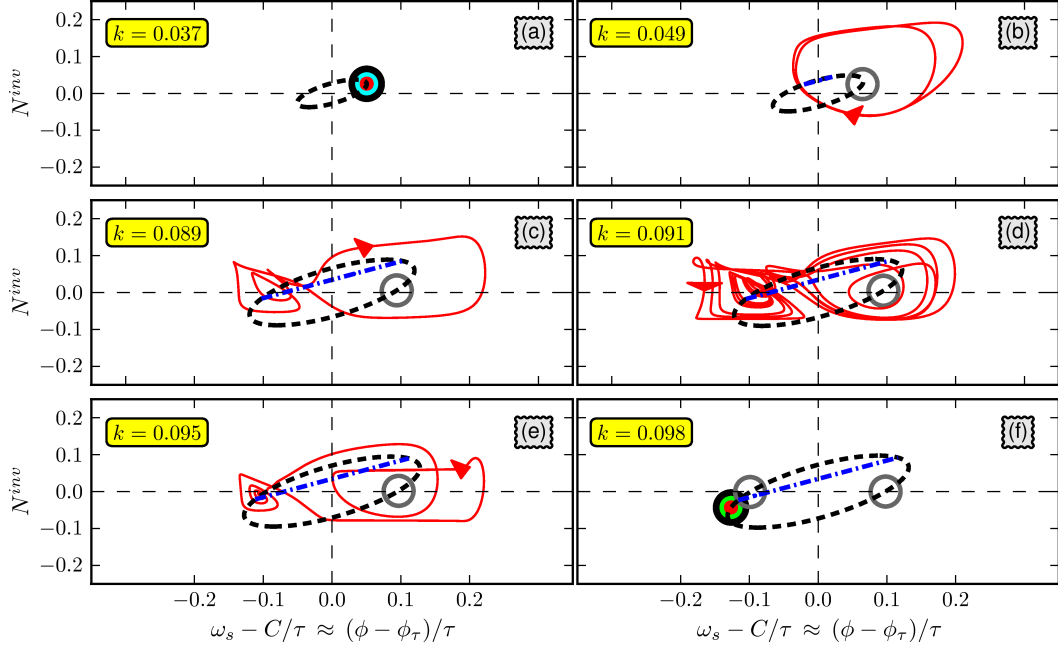 k = 0.037
(a)
k = 0.049
(b)
0.2
0.1
0.0
−0.1
−0.2
N^{inv}
k = 0.089
(c)
k = 0.091
(d)
0.2
0.1
0.0
−0.1
−0.2
N^{inv}
k = 0.095
(e)
k = 0.098
(f)
0.2
0.1
0.0
−0.1
−0.2
N^{inv}
−0.2 −0.1 0.0 0.1 0.2
−0.2 −0.1 0.0 0.1 0.2
ω_s − C/τ ≈ (ϕ − ϕ_τ)/τ
ω_s − C/τ ≈ (ϕ − ϕ_τ)/τ